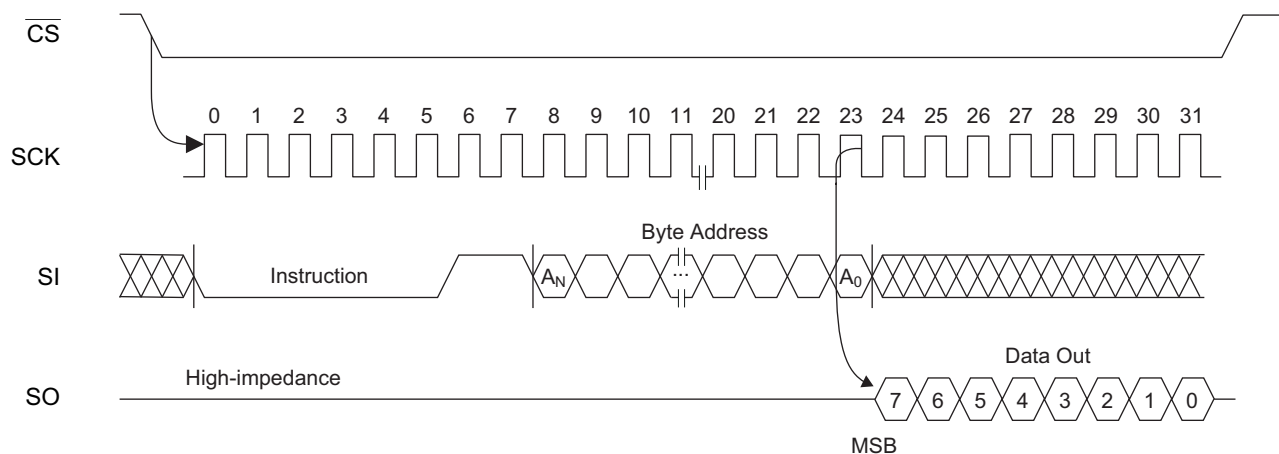 CS
0 1 2 3 4 5 6 7 8 9 10 11 20 21 22 23 24 25 26 27 28 29 30 31
SCK
Byte Address
SI Instruction AN ... A0
High-impedance Data Out
SO 7 6 5 4 3 2 1 0
MSB